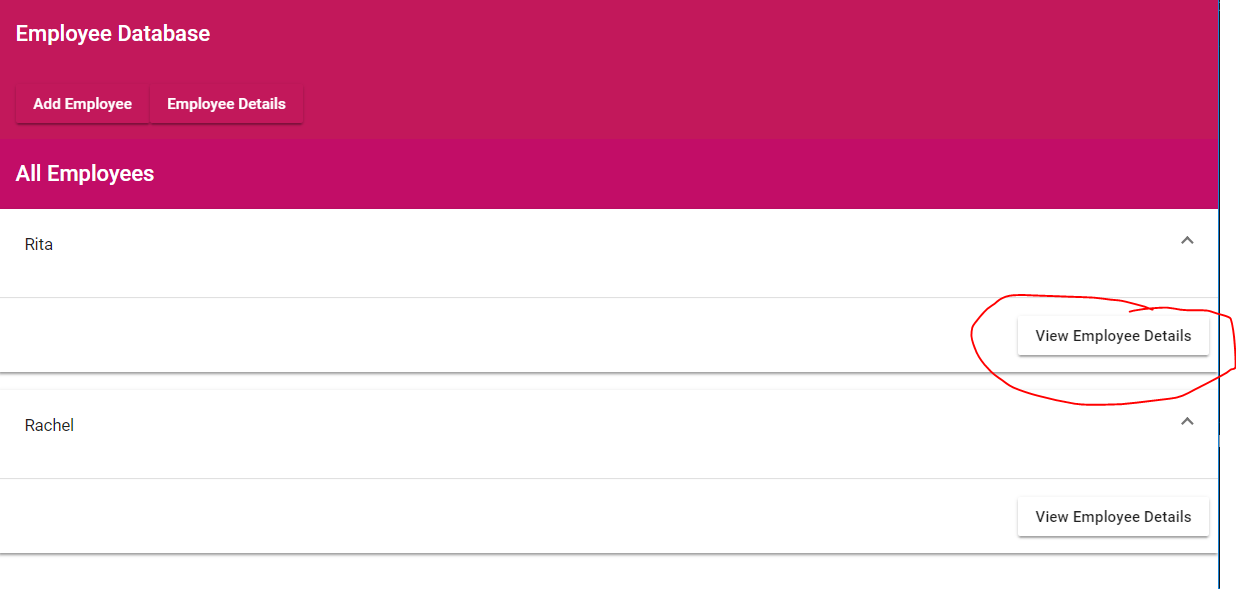 Employee Database
Add Employee Employee Details
All Employees
Rita
View Employee Details
Rachel
View Employee Details